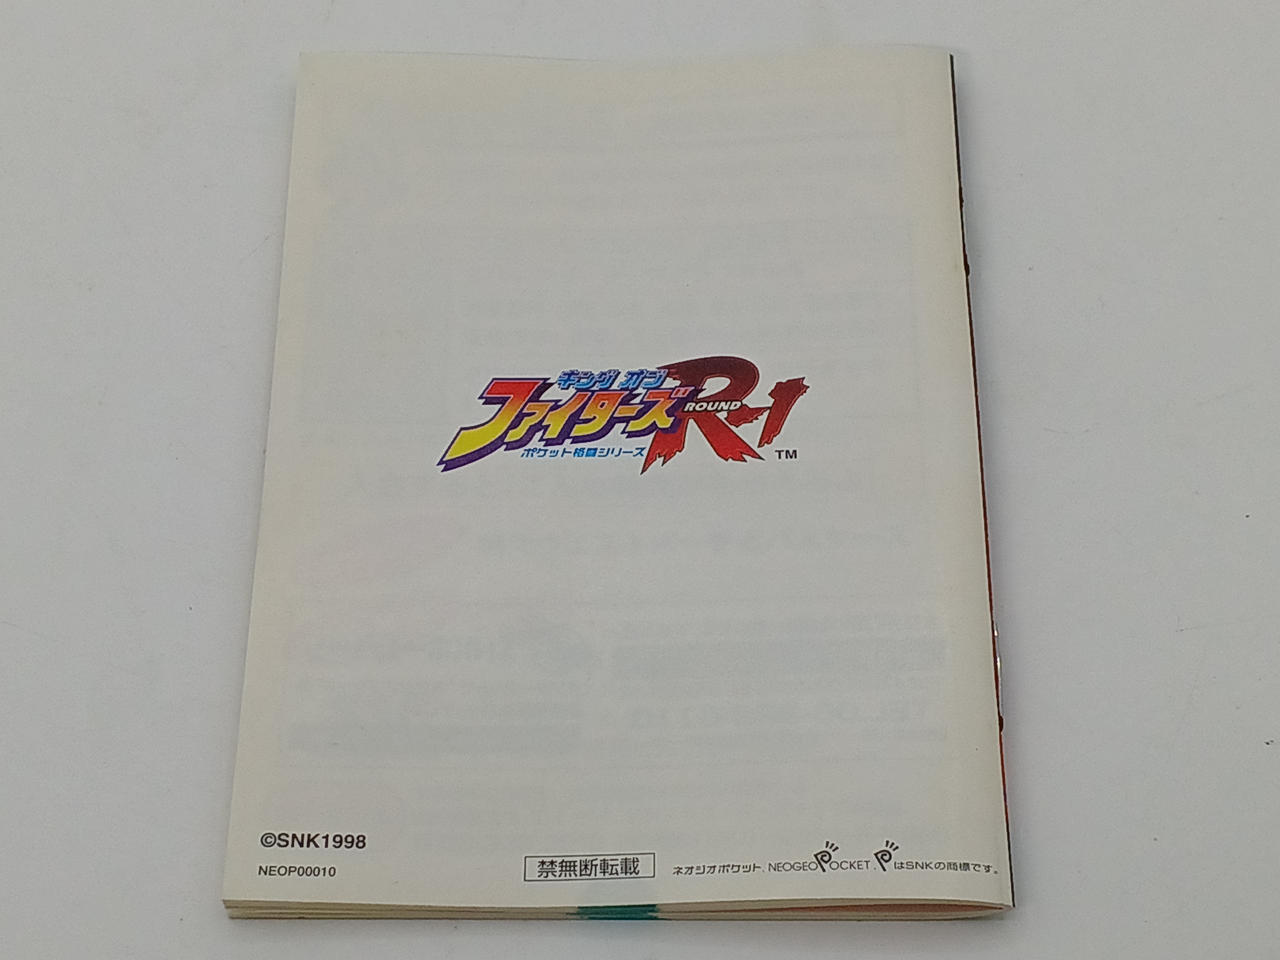 キング オブ
ファイターズ
R-1
ROUND
ポケット格闘シリーズ
TM
©SNK1998
NEOP00010
禁無断転載
ネオジオポケット、NEOGEO POCKET、PはSNKの商標です。